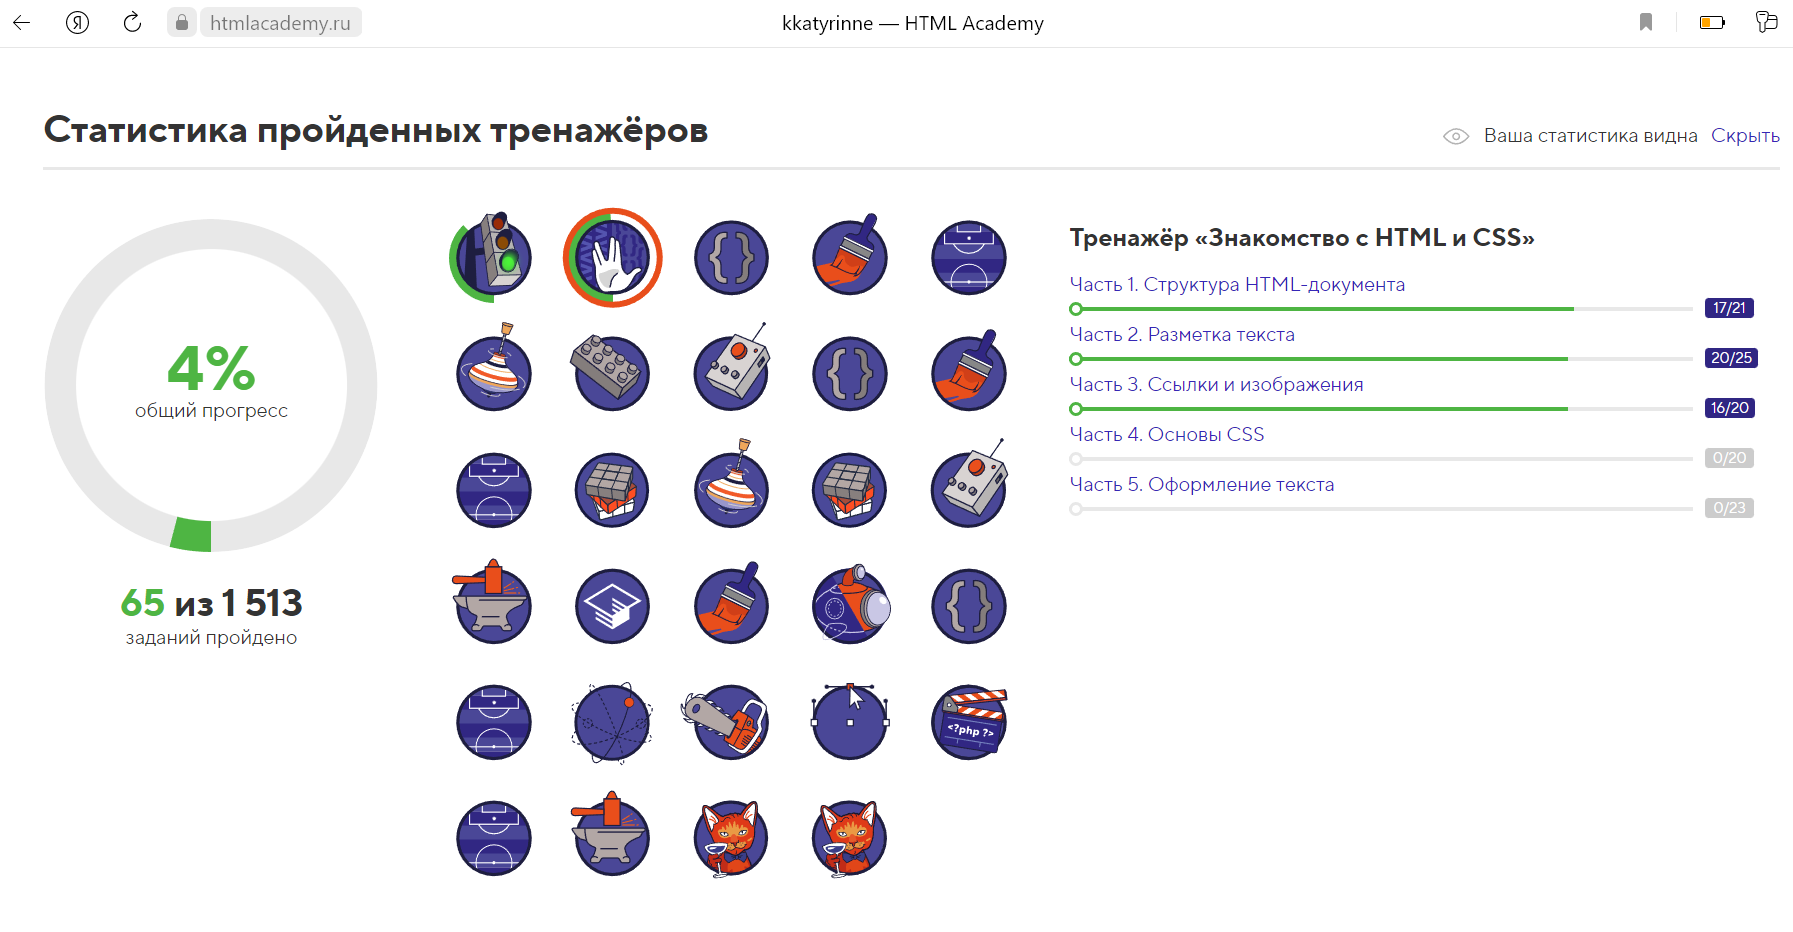 htmlacademy.ru
kkatyrinne — HTML Academy
Статистика пройденных тренажёров
Ваша статистика видна Скрыть
4%
общий прогресс
65 из 1 513
заданий пройдено
Тренажёр «Знакомство с HTML и CSS»
Часть 1. Структура HTML-документа
17/21
Часть 2. Разметка текста
20/25
Часть 3. Ссылки и изображения
16/20
Часть 4. Основы CSS
0/20
Часть 5. Оформление текста
0/23
<?php ?>